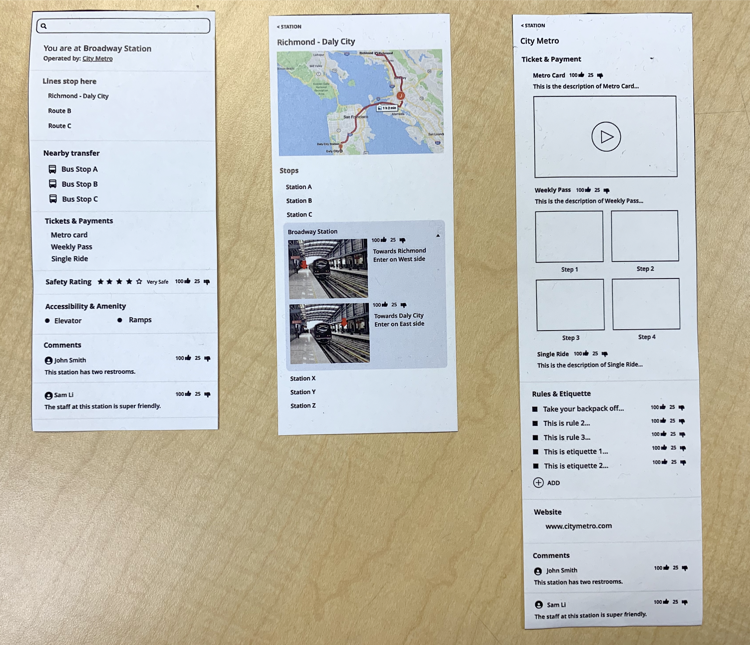 You are at Broadway Station
Operated by: City Metro
Lines stop here
Richmond - Daly City
Route B
Route C
Nearby transfer
Bus Stop A
Bus Stop B
Bus Stop C
Tickets & Payments
Metro card
Weekly Pass
Single Ride
Safety Rating Very Safe 100 25
Accessibility & Amenity
Elevator Ramps
Comments
John Smith 100 25
This station has two restrooms.
Sam Li 100 25
The staff at this station is super friendly.
< STATION
Richmond - Daly City
San Francisco
Stops
Station A
Station B
Station C
Broadway Station
100 25
Towards Richmond
Enter on West side
100 25
Towards Daly City
Enter on East side
Station X
Station Y
Station Z
< STATION
City Metro
Ticket & Payment
Metro Card 100 25
This is the description of Metro Card...
Weekly Pass 100 25
This is the description of Weekly Pass...
Step 1 Step 2
Step 3 Step 4
Single Ride 100 25
This is the description of Single Ride...
Rules & Etiquette
Take your backpack off... 100 25
This is rule 2... 100 25
This is rule 3... 100 25
This is etiquette 1... 100 25
This is etiquette 2... 100 25
ADD
Website
www.citymetro.com
Comments
John Smith 100 25
This station has two restrooms.
Sam Li 100 25
The staff at this station is super friendly.